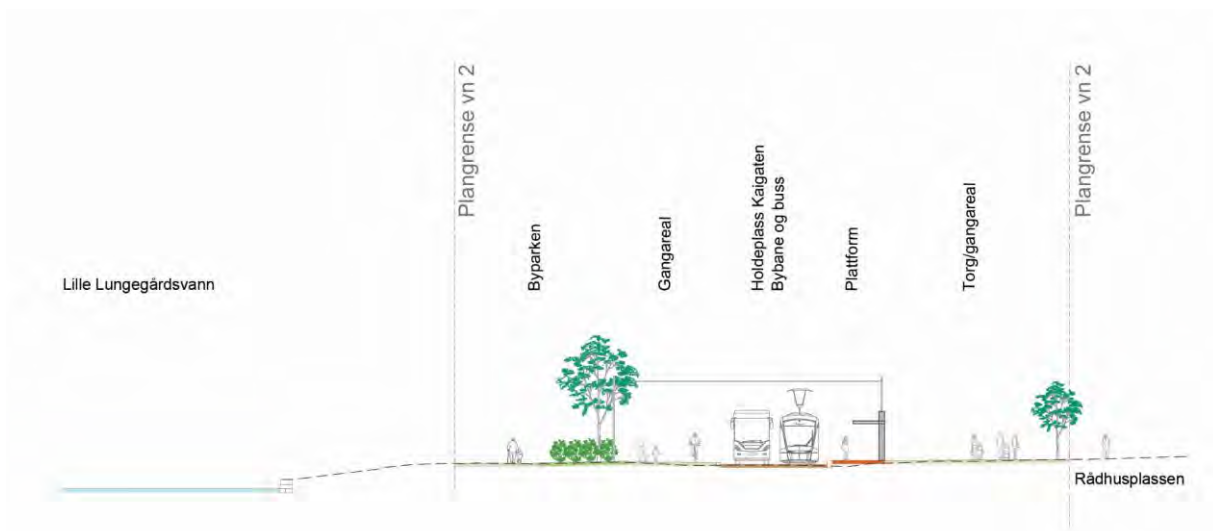 Lille Lungegårdsvann
Plangrense vn 2
Byparken
Gangareal
Holdeplass Kaigaten
Bybane og buss
Plattform
Torg/gangareal
Plangrense vn 2
Rådhusplassen